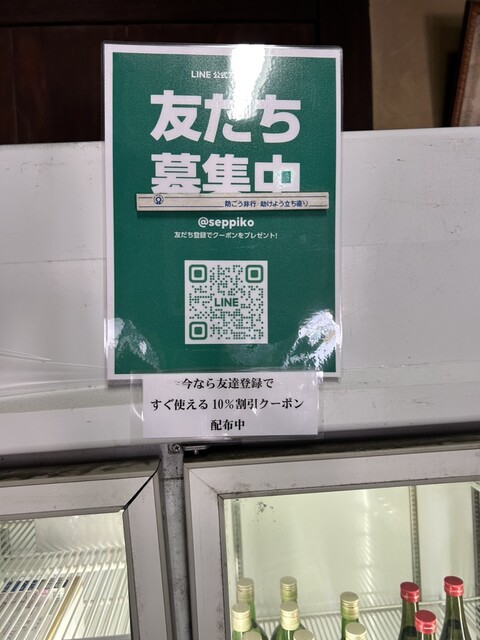 LINE 公式ア
友だち
募集中
防ごう非行 助けよう立ち直り
@seppiko
友だち登録でクーポンをプレゼント!
LINE
今なら友達登録で
すぐ使える 10%割引クーポン
配布中